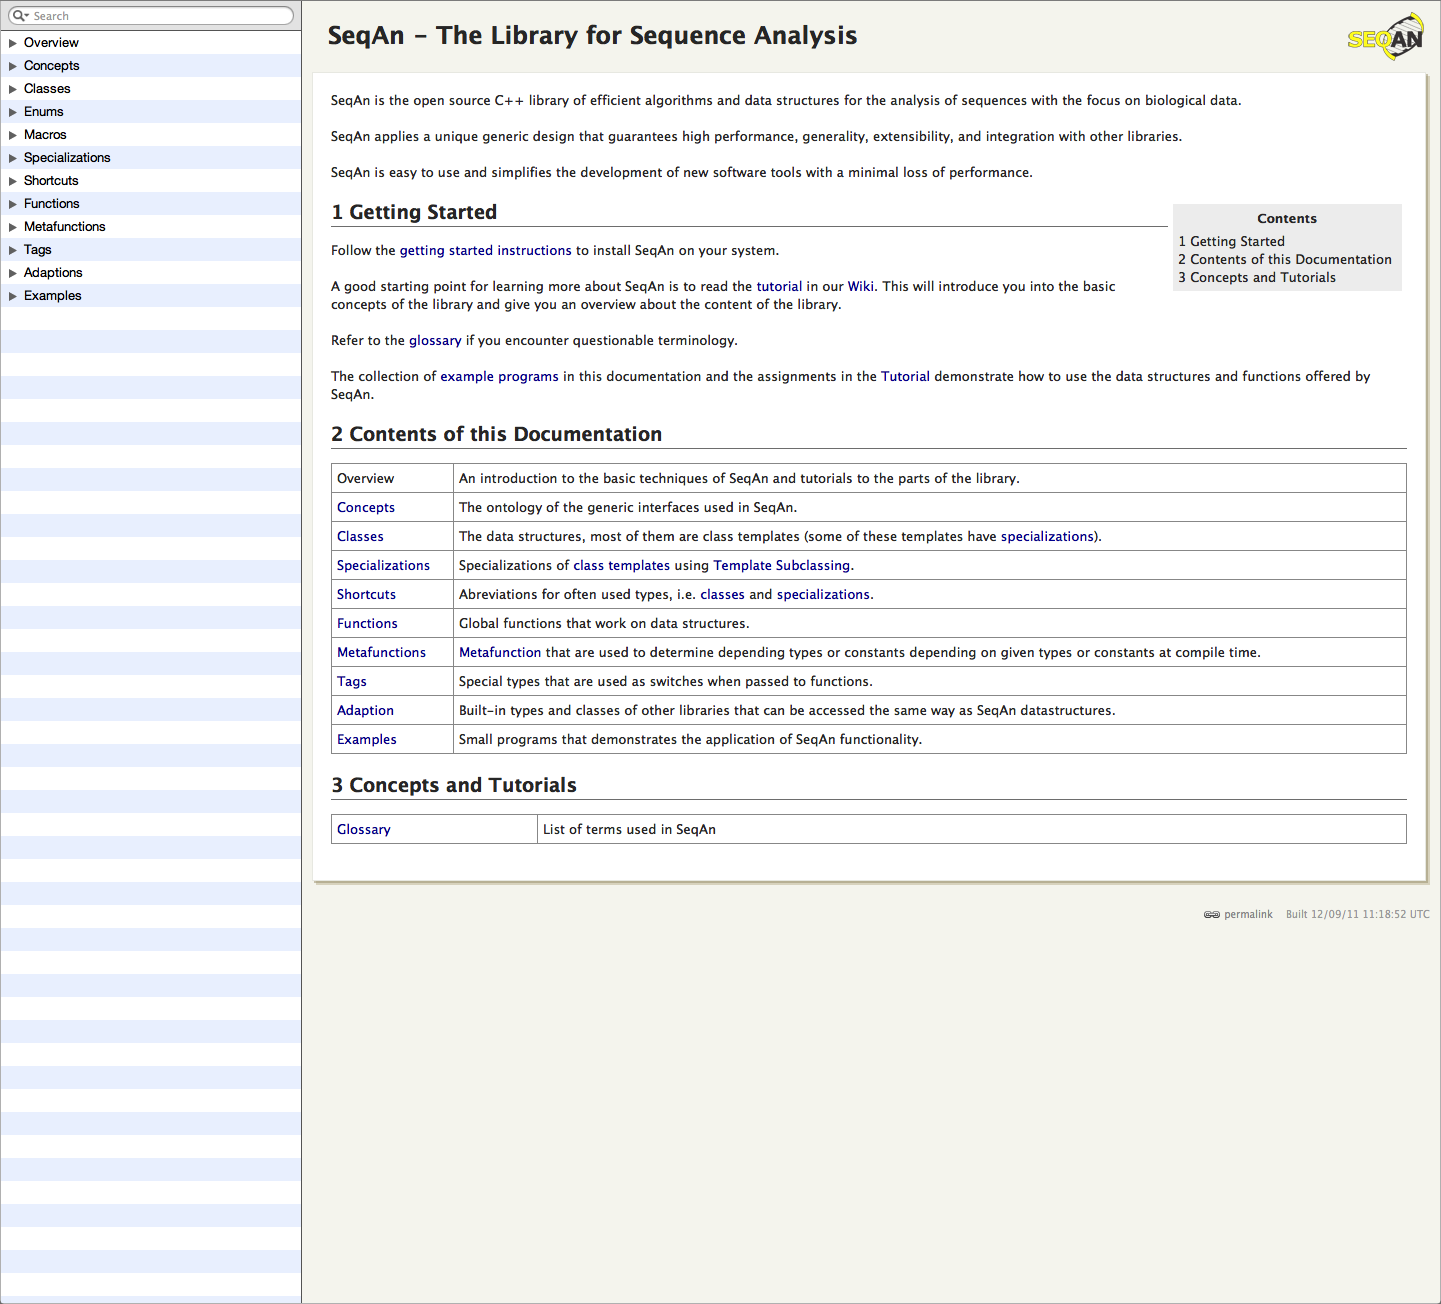 Search
Overview
Concepts
Classes
Enums
Macros
Specializations
Shortcuts
Functions
Metafunctions
Tags
Adaptions
Examples
SeqAn - The Library for Sequence Analysis
SEQAN
SeqAn is the open source C++ library of efficient algorithms and data structures for the analysis of sequences with the focus on biological data.
SeqAn applies a unique generic design that guarantees high performance, generality, extensibility, and integration with other libraries.
SeqAn is easy to use and simplifies the development of new software tools with a minimal loss of performance.
1 Getting Started
Contents
1 Getting Started
2 Contents of this Documentation
3 Concepts and Tutorials
Follow the getting started instructions to install SeqAn on your system.
A good starting point for learning more about SeqAn is to read the tutorial in our Wiki. This will introduce you into the basic
concepts of the library and give you an overview about the content of the library.
Refer to the glossary if you encounter questionable terminology.
The collection of example programs in this documentation and the assignments in the Tutorial demonstrate how to use the data structures and functions offered by
SeqAn.
2 Contents of this Documentation
Overview An introduction to the basic techniques of SeqAn and tutorials to the parts of the library.
Concepts The ontology of the generic interfaces used in SeqAn.
Classes The data structures, most of them are class templates (some of these templates have specializations).
Specializations Specializations of class templates using Template Subclassing.
Shortcuts Abreviations for often used types, i.e. classes and specializations.
Functions Global functions that work on data structures.
Metafunctions Metafunction that are used to determine depending types or constants depending on given types or constants at compile time.
Tags Special types that are used as switches when passed to functions.
Adaption Built-in types and classes of other libraries that can be accessed the same way as SeqAn datastructures.
Examples Small programs that demonstrates the application of SeqAn functionality.
3 Concepts and Tutorials
Glossary List of terms used in SeqAn
permalink Built 12/09/11 11:18:52 UTC